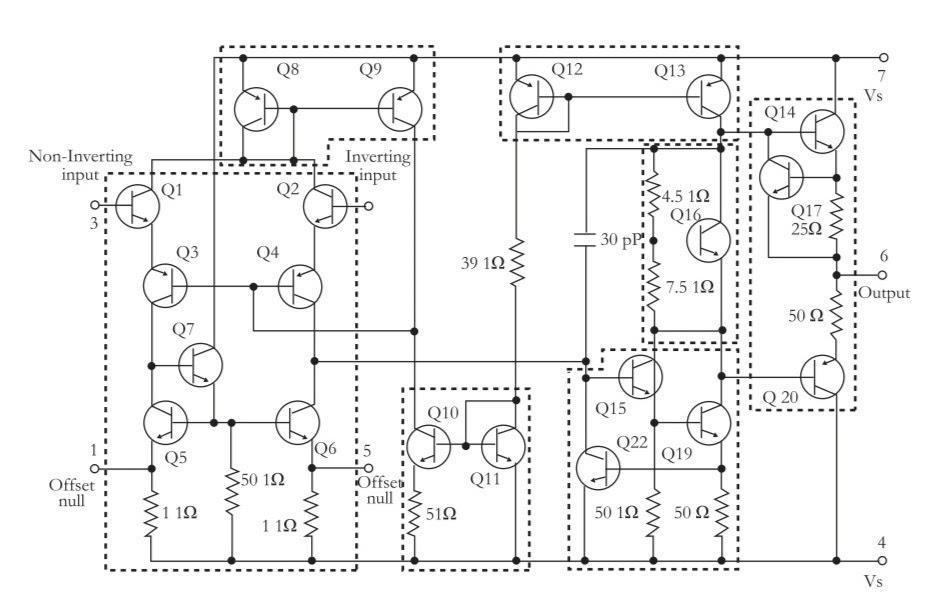 Q8
Q9
Q12
Q13
7
Vs
Q14
Non-Inverting
input
Inverting
input
Q1
Q2
3
4.5 1Ω
Q16
Q17
25Ω
30 pP
6
Output
Q3
Q4
39 1Ω
7.5 1Ω
50 Ω
Q7
Q15
Q 20
Q10
Q11
Q22
Q19
1
Offset
null
Q5
Q6
5
Offset
null
50 1Ω
1 1Ω
1 1Ω
51Ω
50 1Ω
50 Ω
4
Vs